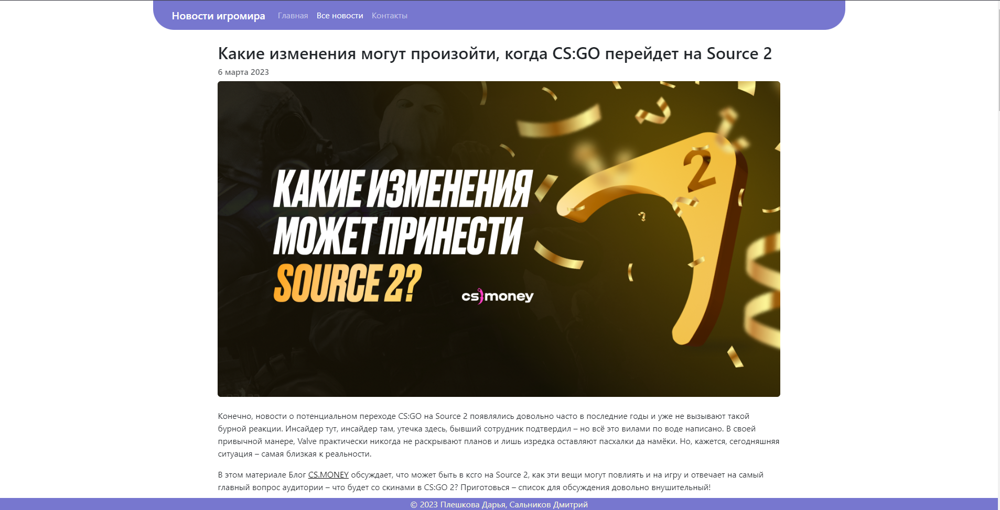 Новости игромира Главная Все новости Контакты
Какие изменения могут произойти, когда CS:GO перейдет на Source 2
6 марта 2023
КАКИЕ ИЗМЕНЕНИЯ
МОЖЕТ ПРИНЕСТИ
SOURCE 2?
cs money
2
Конечно, новости о потенциальном переходе CS:GO на Source 2 появлялись довольно часто в последние годы и уже не вызывают такой
бурной реакции. Инсайдер тут, инсайдер там, утечка здесь, бывший сотрудник подтвердил – но всё это вилами по воде написано. В своей
привычной манере, Valve практически никогда не раскрывают планов и лишь изредка оставляют пасхалки да намёки. Но, кажется, сегодняшняя
ситуация – самая близкая к реальности.
В этом материале Блог CS.MONEY обсуждает, что может быть в ксго на Source 2, как эти вещи могут повлиять и на игру и отвечает на самый
главный вопрос аудитории – что будет со скинами в CS:GO 2? Приготовься – список для обсуждения довольно внушительный!
© 2023 Плешкова Дарья, Сальников Дмитрий